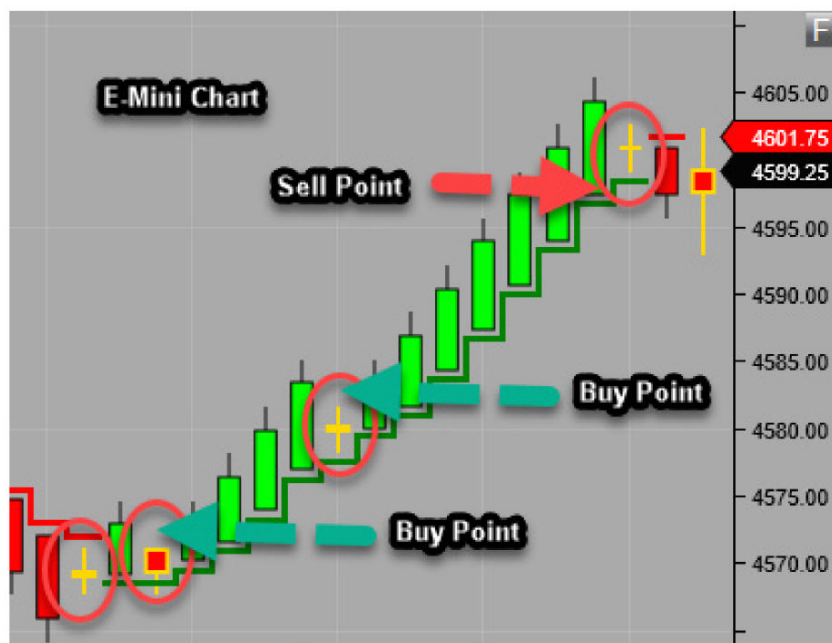 F
E-Mini Chart
4605.00
4601.75
4599.25
Sell Point
4595.00
4590.00
4585.00
Buy Point
4580.00
4575.00
Buy Point
4570.00